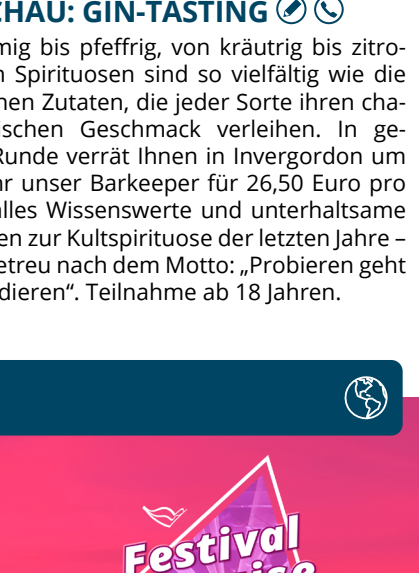 CHAU: GIN-TASTING
mig bis pfeffrig, von kräutrig bis zitro-
n Spirituosen sind so vielfältig wie die
hen Zutaten, die jeder Sorte ihren cha-
ischen Geschmack verleihen. In ge-
Runde verrät Ihnen in Invergordon um
hr unser Barkeeper für 26,50 Euro pro
alles Wissenswerte und unterhaltsame
en zur Kultspirituose der letzten Jahre –
etreu nach dem Motto: „Probieren geht
dieren“. Teilnahme ab 18 Jahren.
Festival